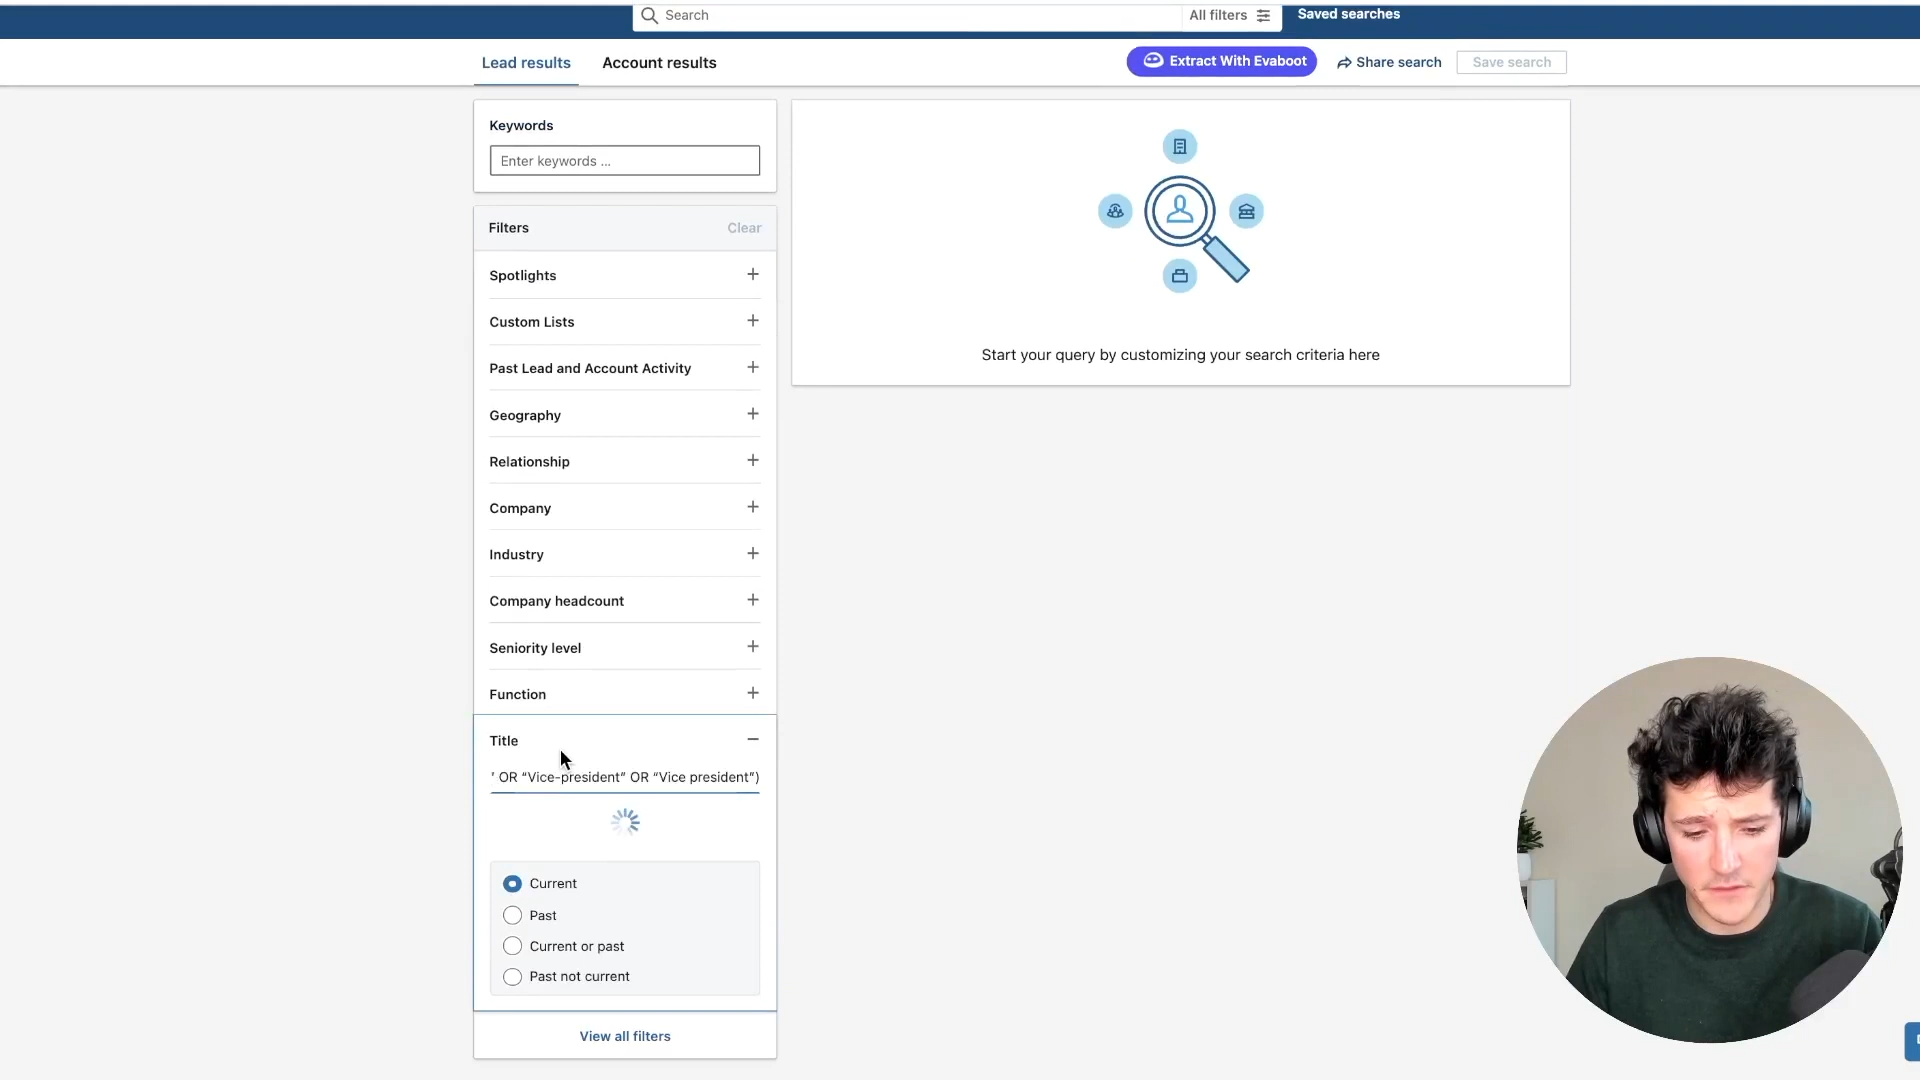 Search
All filters
Saved searches
Lead results
Account results
Extract With Evaboot
Share search
Save search
Keywords
Enter keywords ...
Filters
Clear
Spotlights
Custom Lists
Past Lead and Account Activity
Geography
Relationship
Company
Industry
Company headcount
Seniority level
Function
Title
" OR “Vice-president” OR “Vice president”)
Current
Past
Current or past
Past not current
View all filters
Start your query by customizing your search criteria here